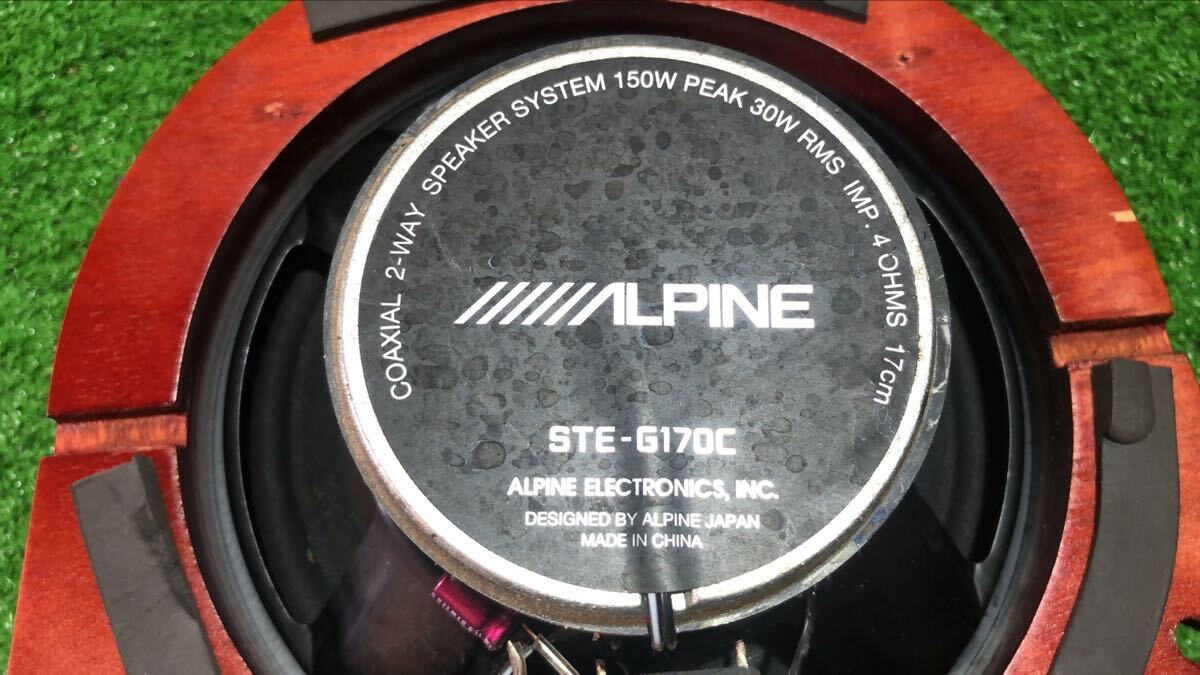 COAXIAL 2-WAY SPEAKER SYSTEM 150W PEAK 30W RMS IMP. 4 OHMS 17cm
ALPINE
STE-G170C
ALPINE ELECTRONICS, INC.
DESIGNED BY ALPINE JAPAN
MADE IN CHINA